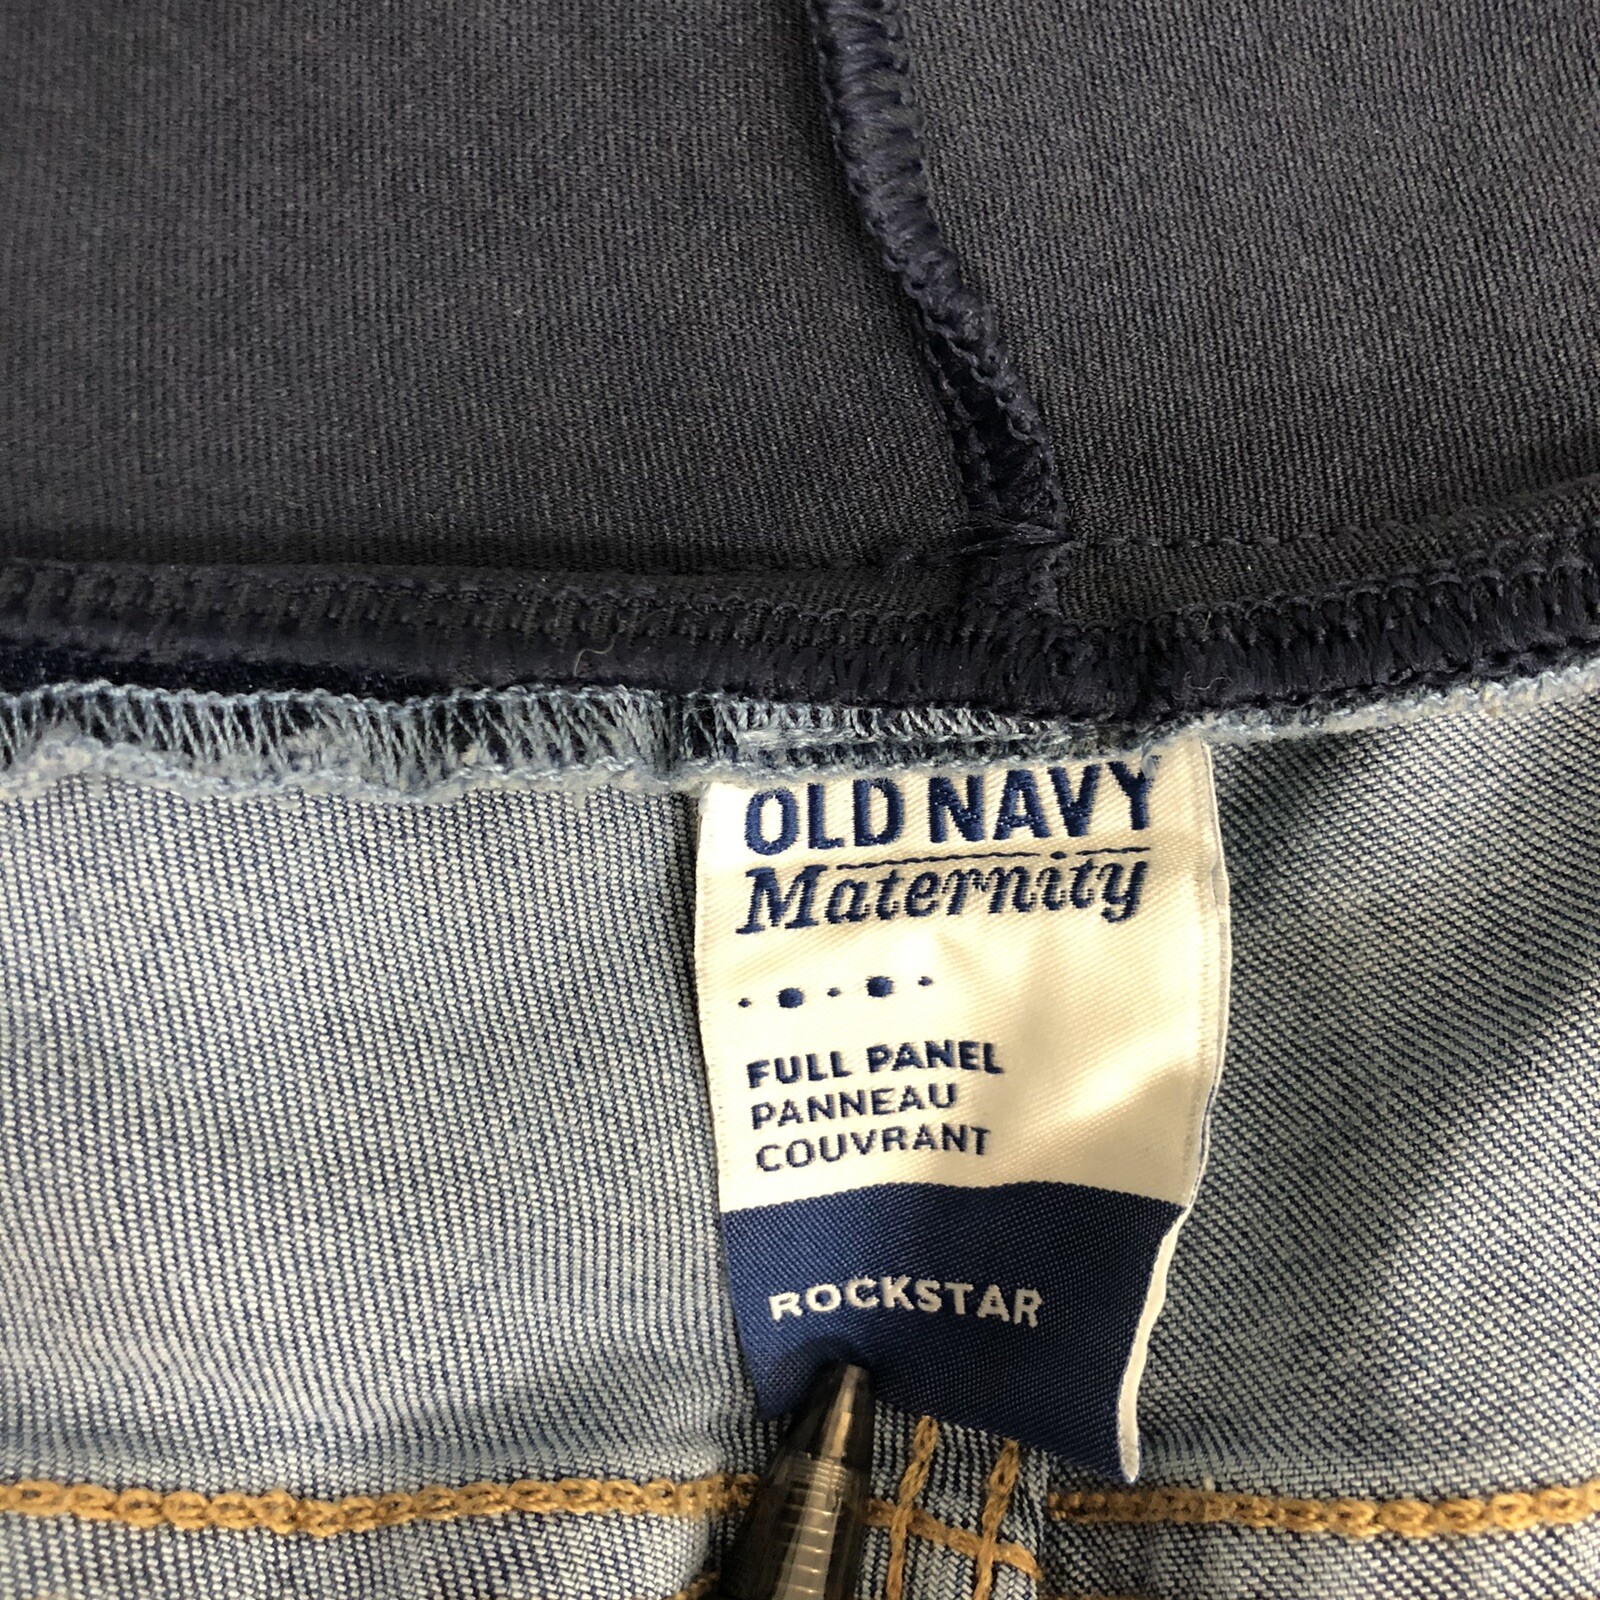 OLD NAVY
Maternity
FULL PANEL
PANNEAU
COUVRANT
ROCKSTAR